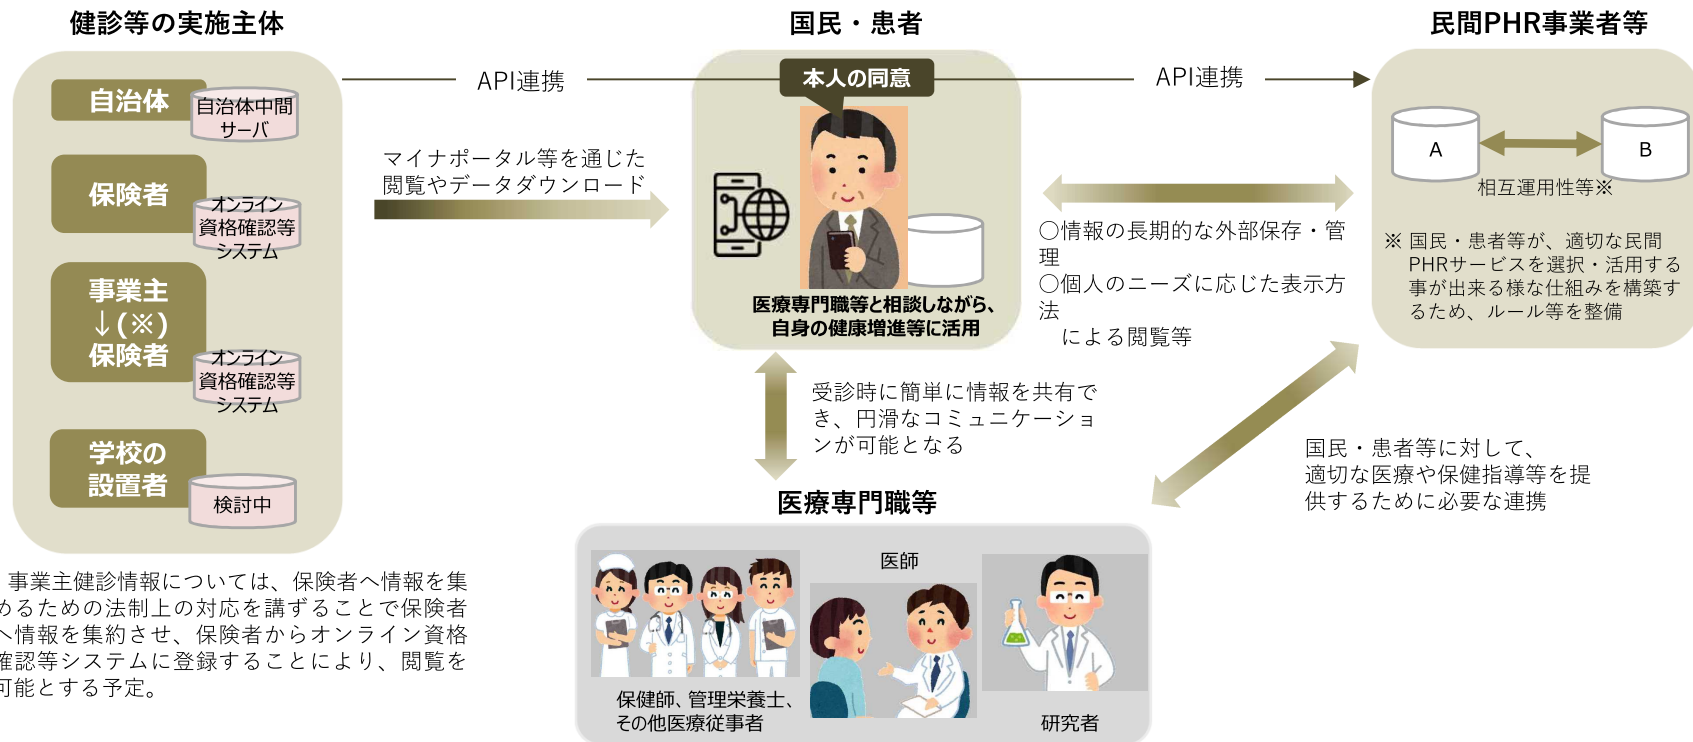 健診等の実施主体
自治体
自治体中間
サーバ
保険者
オンライン
資格確認等
システム
事業主
↓(※)
保険者
オンライン
資格確認等
システム
学校の
設置者
検討中
事業主健診情報については、保険者へ情報を集
めるための法制上の対応を講ずることで保険者
へ情報を集約させ、保険者からオンライン資格
確認等システムに登録することにより、閲覧を
可能とする予定。
API連携
マイナポータル等を通じた
閲覧やデータダウンロード
国民・患者
本人の同意
医療専門職等と相談しながら、
自身の健康増進等に活用
API連携
〇情報の長期的な外部保存・管
理
〇個人のニーズに応じた表示方
法
による閲覧等
民間PHR事業者等
A
B
相互運用性等※
※ 国民・患者等が、適切な民間
PHRサービスを選択・活用する
事が出来る様な仕組みを構築す
るため、ルール等を整備
受診時に簡単に情報を共有で
き、円滑なコミュニケーショ
ンが可能となる
国民・患者等に対して、
適切な医療や保健指導等を提
供するために必要な連携
医療専門職等
保健師、管理栄養士、
その他医療従事者
医師
研究者